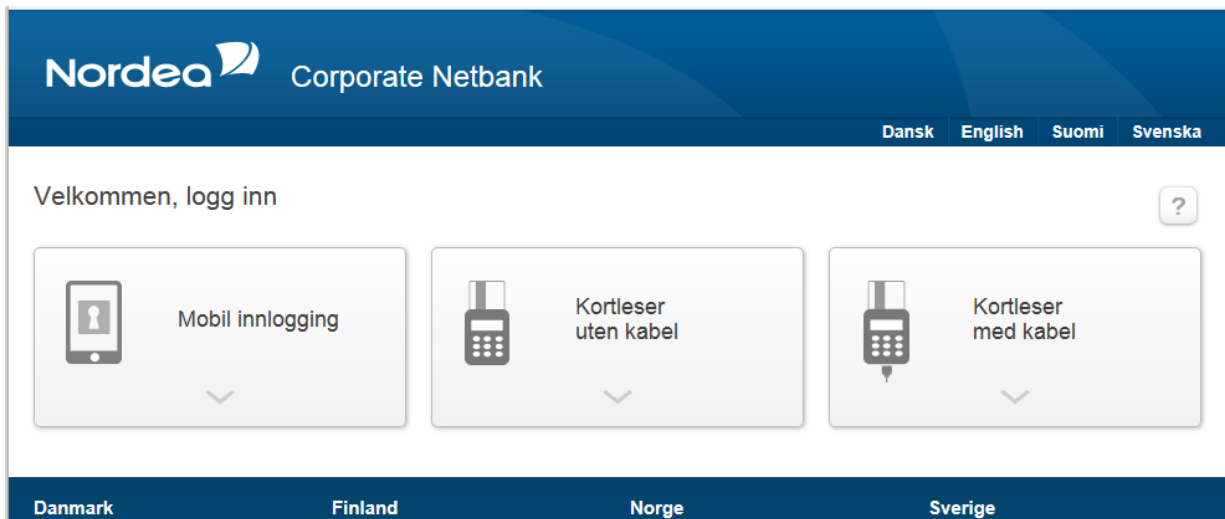 Nordea Corporate Netbank
Dansk English Suomi Svenska
Velkommen, logg inn
?
Mobil innlogging
Kortleser
uten kabel
Kortleser
med kabel
Danmark Finland Norge Sverige